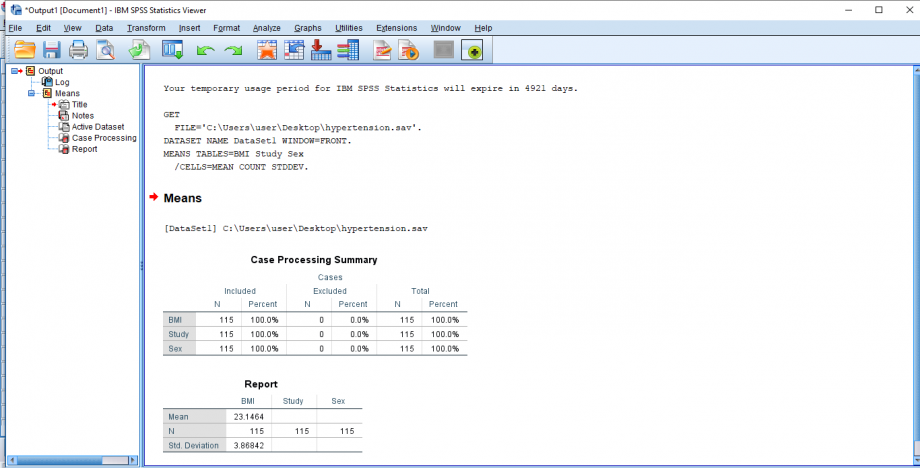 *Output1 [Document1] - IBM SPSS Statistics Viewer
File Edit View Data Transform Insert Format Analyze Graphs Utilities Extensions Window Help
Output
Log
Means
Title
Notes
Active Dataset
Case Processing
Report
Your temporary usage period for IBM SPSS Statistics will expire in 4921 days.
GET
FILE='C:\Users\user\Desktop\hypertension.sav'.
DATASET NAME DataSet1 WINDOW=FRONT.
MEANS TABLES=BMI Study Sex
/CELLS=MEAN COUNT STDDEV.
Means
[DataSet1] C:\Users\user\Desktop\hypertension.sav
Case Processing Summary
Cases
Included Excluded Total
N Percent N Percent N Percent
BMI 115 100.0% 0 0.0% 115 100.0%
Study 115 100.0% 0 0.0% 115 100.0%
Sex 115 100.0% 0 0.0% 115 100.0%
Report
BMI Study Sex
Mean 23.1464
N 115 115 115
Std. Deviation 3.86842